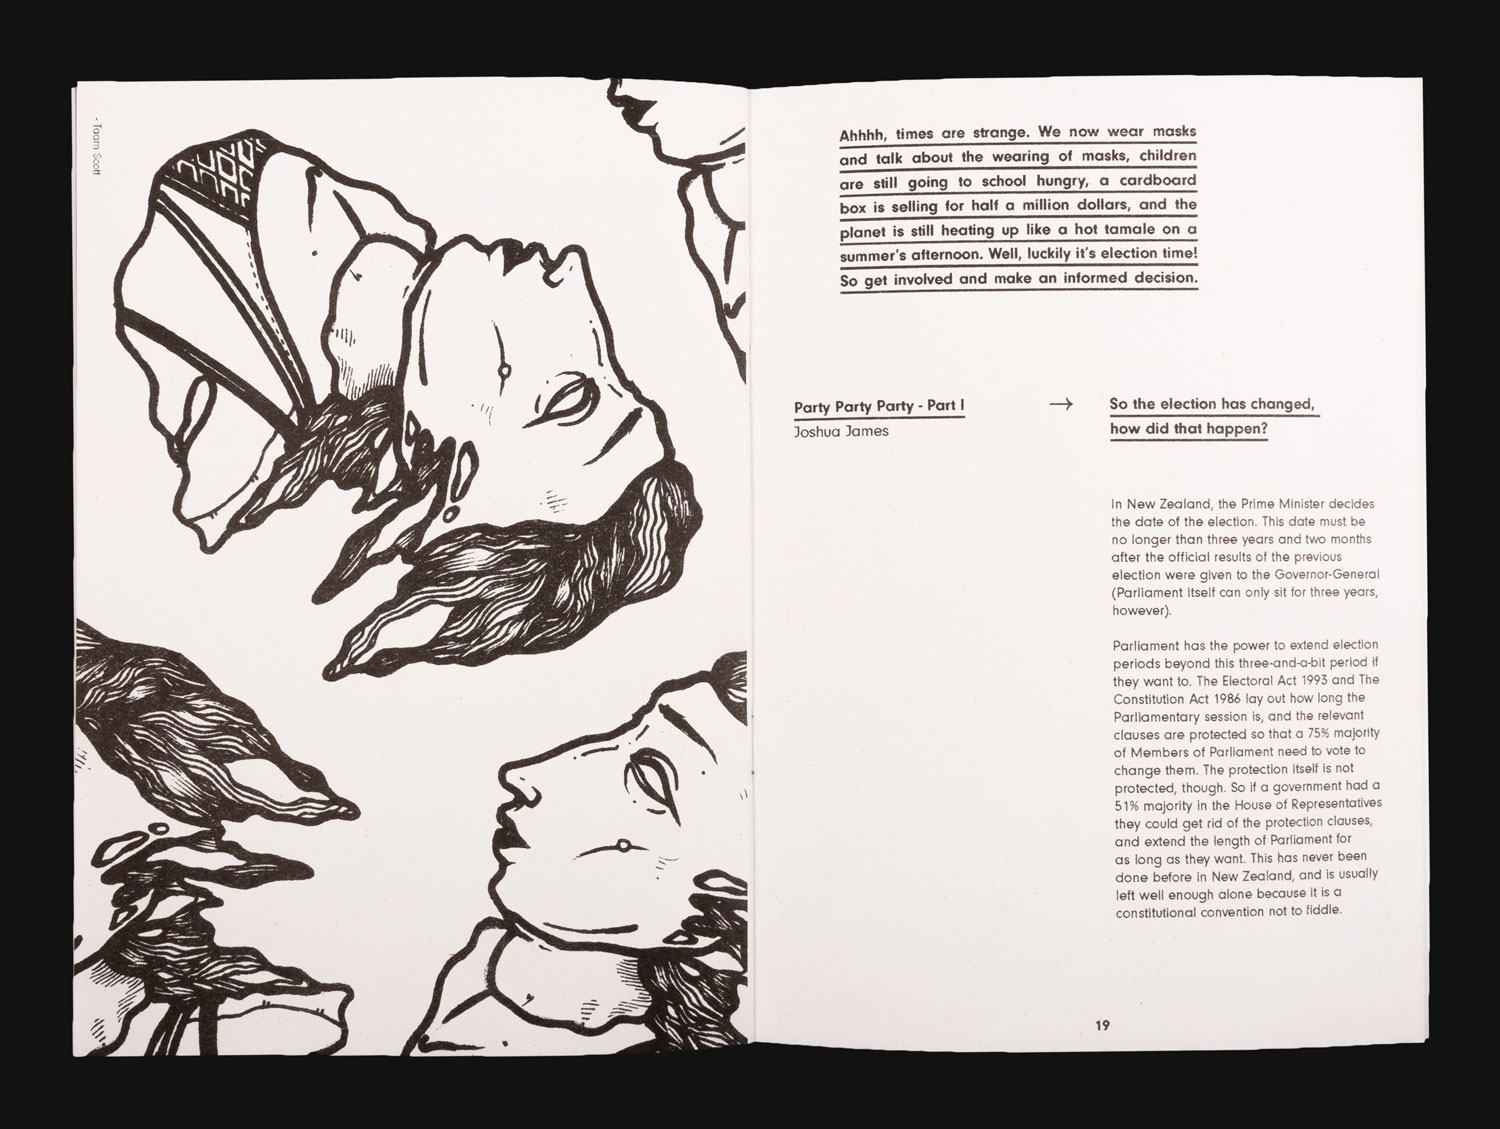 - Taarn Scott
Ahhhh, times are strange. We now wear masks
and talk about the wearing of masks, children
are still going to school hungry, a cardboard
box is selling for half a million dollars, and the
planet is still heating up like a hot tamale on a
summer's afternoon. Well, luckily it's election time!
So get involved and make an informed decision.
Party Party Party - Part I
Joshua James
→
So the election has changed,
how did that happen?
In New Zealand, the Prime Minister decides
the date of the election. This date must be
no longer than three years and two months
after the official results of the previous
election were given to the Governor-General
(Parliament itself can only sit for three years,
however).
Parliament has the power to extend election
periods beyond this three-and-a-bit period if
they want to. The Electoral Act 1993 and The
Constitution Act 1986 lay out how long the
Parliamentary session is, and the relevant
clauses are protected so that a 75% majority
of Members of Parliament need to vote to
change them. The protection itself is not
protected, though. So if a government had a
51% majority in the House of Representatives
they could get rid of the protection clauses,
and extend the length of Parliament for
as long as they want. This has never been
done before in New Zealand, and is usually
left well enough alone because it is a
constitutional convention not to fiddle.
19